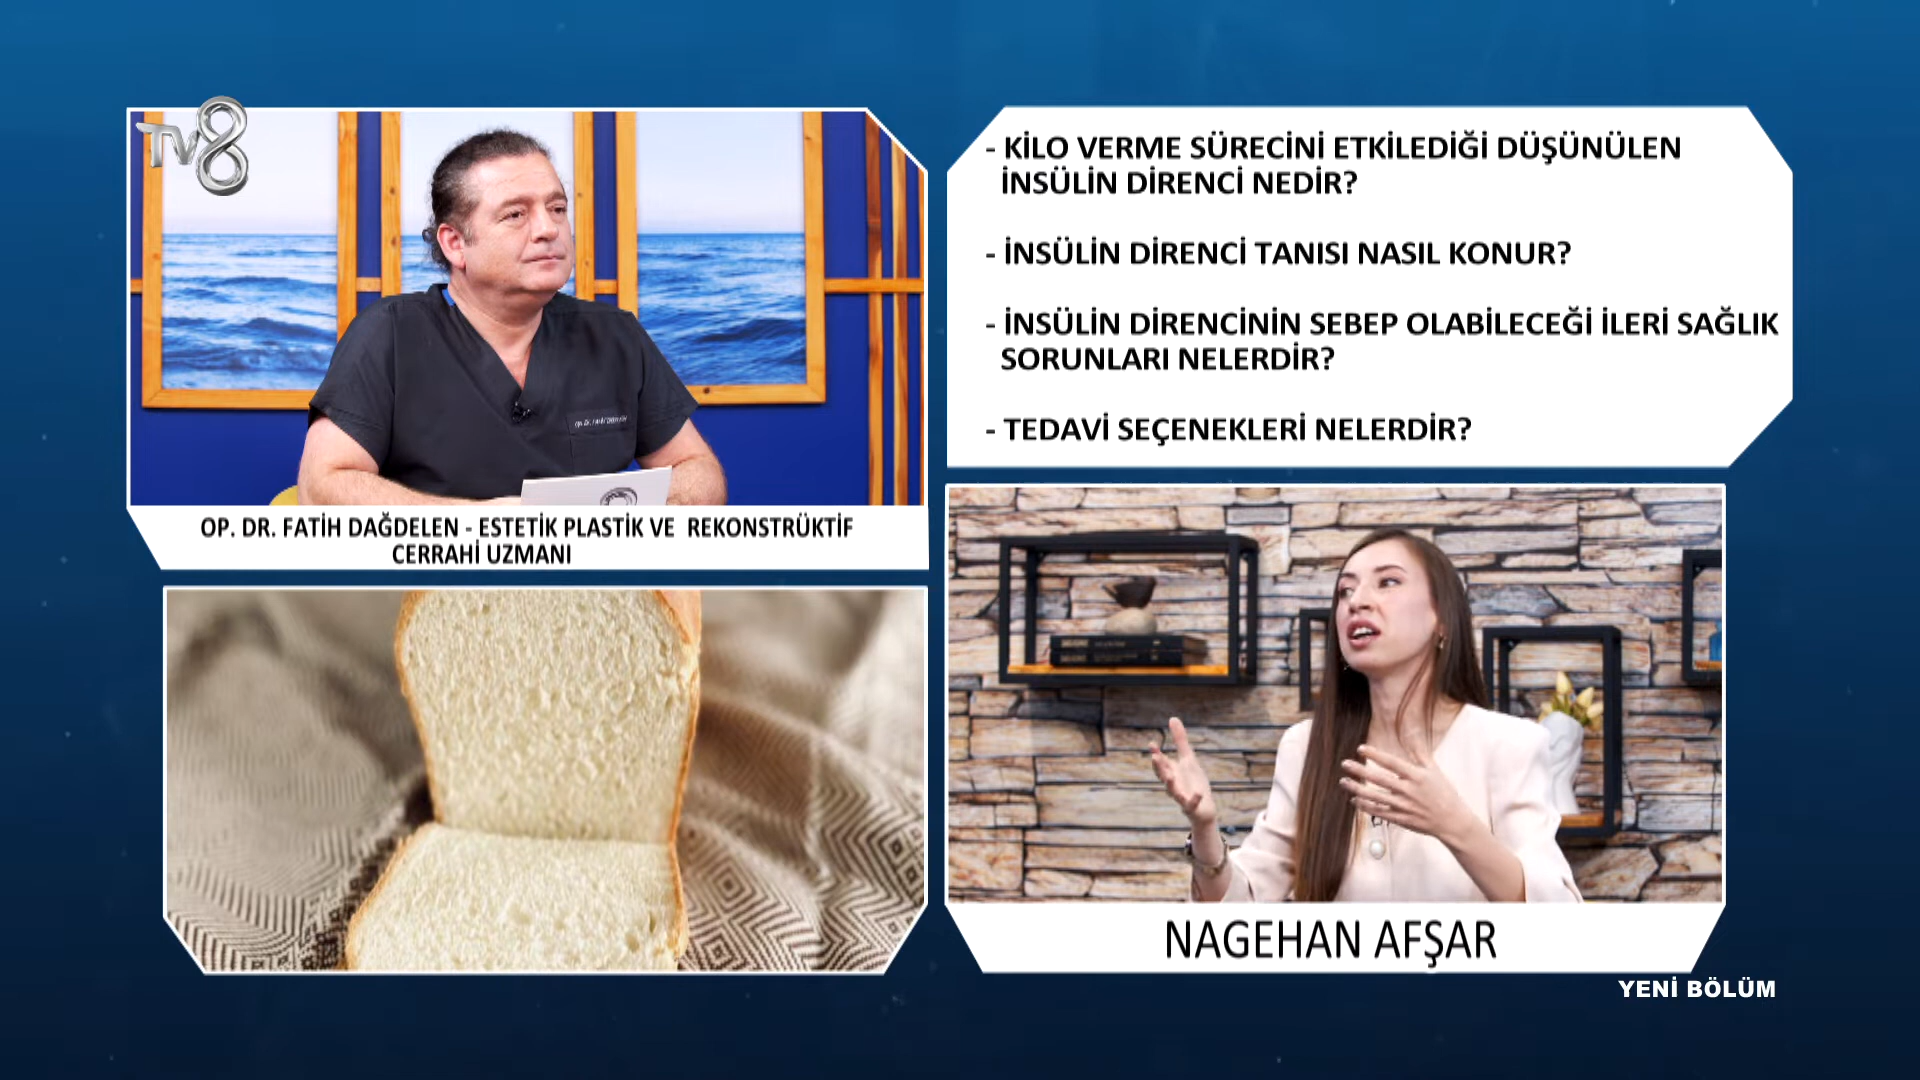 TV8
- KİLO VERME SÜRECİNİ ETKİLEDİĞİ DÜŞÜNÜLEN
İNSÜLİN DİRENCİ NEDİR?
- İNSÜLİN DİRENCİ TANISI NASIL KONUR?
- İNSÜLİN DİRENCİNİN SEBEP OLABİLECEĞİ İLERİ SAĞLIK
SORUNLARI NELERDİR?
- TEDAVİ SEÇENEKLERİ NELERDİR?
OP. DR. FATİH DAĞDELEN - ESTETİK PLASTİK VE REKONSTRÜKTİF
CERRAHİ UZMANI
NAGEHAN AFŞAR
YENİ BÖLÜM